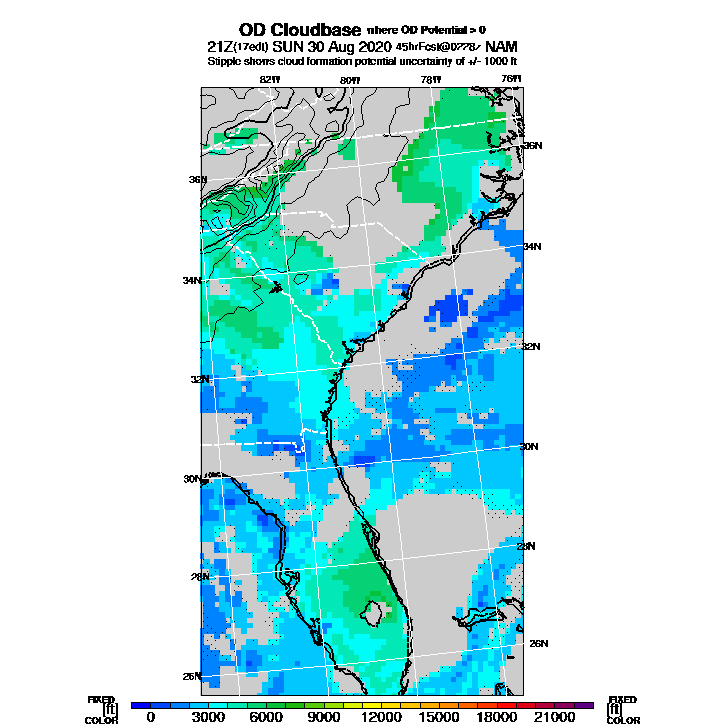 OD Cloudbase where OD Potential > 0
21Z(17edt) SUN 30 Aug 2020 45hrFcst@0778z NAM
Stipple shows cloud formation potential uncertainty of +/- 1000 ft
82W 80W 78W 76W
36N
36N
34N
34N
32N
32N
30N
30N
28N
28N
26N
26N
FIXED FIXED
[ft] [ft]
COLOR COLOR
0 3000 6000 9000 12000 15000 18000 21000